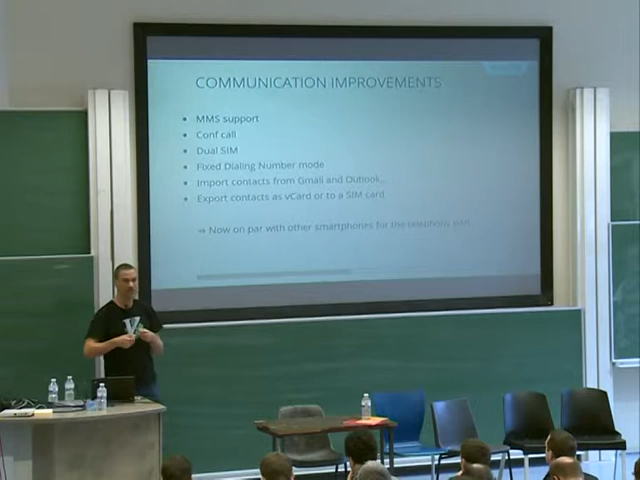 COMMUNICATION IMPROVEMENTS
• MMS support
• Conf call
• Dual SIM
• Fixed Dialing Number mode
• Import contacts from Gmail and Outlook...
• Export contacts as vCard or to a SIM card
⇒ Now on par with other smartphones for the telephony part